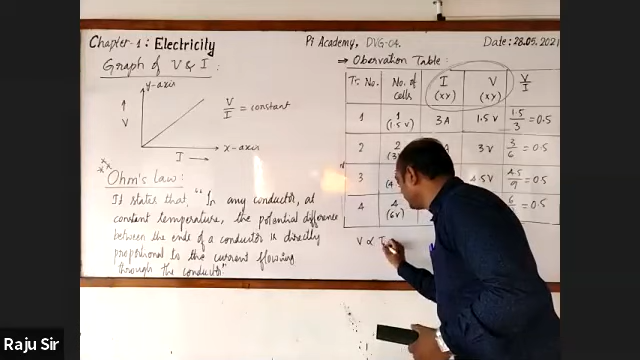 Chapter-1: Electricity
Pi Academy, DVG-04.
Date: 28.05.2021
Graph of V & I
y-axis
↑
V
V/I = constant
x-axis
I →
** Ohm's Law:
It states that, "In any conductor, at
constant temperature, the potential difference
between the ends of a conductor is directly
proportional to the current flowing
through the conductor"
→ Obervation Table:
Tr. No. No. of cells I (xy) V (xy) V/I
1 1 (1.5 V) 3A 1.5 V 1.5/3 = 0.5
2 2 3V 3/6 = 0.5
3 3 4.5V 4.5/9 = 0.5
4 4 (6V) = 0.5
V ∝ I
Raju Sir